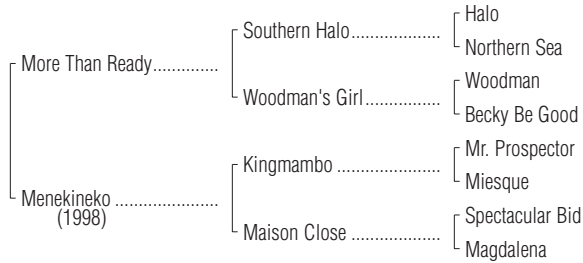 Halo
Southern Halo....................
Northern Sea
More Than Ready..............
Woodman
Woodman's Girl.................
Becky Be Good
Mr. Prospector
Kingmambo .......................
Miesque
Menekineko ......................
(1998)
Spectacular Bid
Maison Close ....................
Magdalena